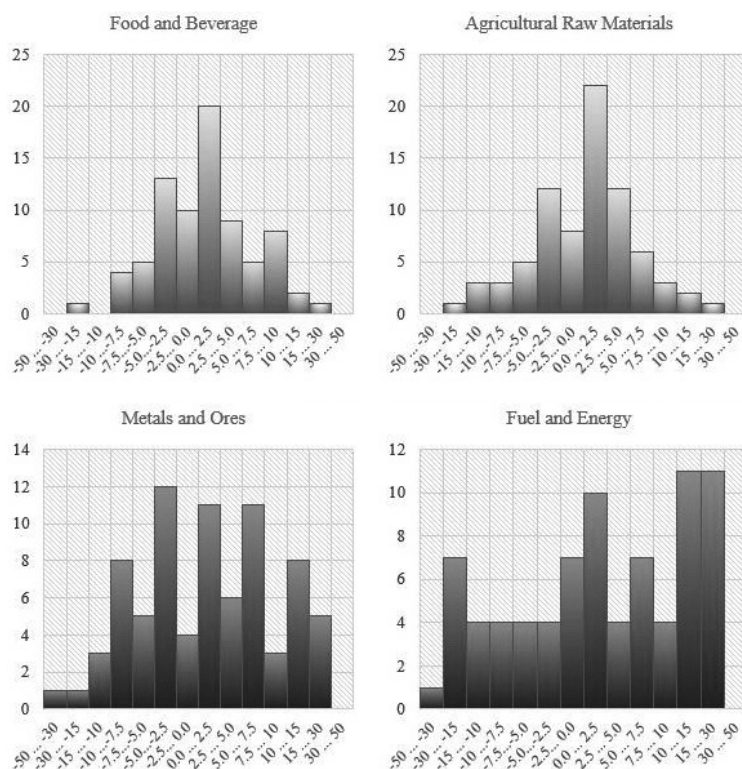 Food and Beverage
25
20
15
10
5
0
-50 ... -30
-30 ... -15
-15 ... -10
-10 ... -7.5
-7.5 ... -5.0
-5.0 ... -2.5
-2.5 ... 0.0
0.0 ... 2.5
2.5 ... 5.0
5.0 ... 7.5
7.5 ... 10
10 ... 15
15 ... 30
30 ... 50
Agricultural Raw Materials
25
20
15
10
5
0
-50 ... -30
-30 ... -15
-15 ... -10
-10 ... -7.5
-7.5 ... -5.0
-5.0 ... -2.5
-2.5 ... 0.0
0.0 ... 2.5
2.5 ... 5.0
5.0 ... 7.5
7.5 ... 10
10 ... 15
15 ... 30
30 ... 50
Metals and Ores
14
12
10
8
6
4
2
0
-50 ... -30
-30 ... -15
-15 ... -10
-10 ... -7.5
-7.5 ... -5.0
-5.0 ... -2.5
-2.5 ... 0.0
0.0 ... 2.5
2.5 ... 5.0
5.0 ... 7.5
7.5 ... 10
10 ... 15
15 ... 30
30 ... 50
Fuel and Energy
12
10
8
6
4
2
0
-50 ... -30
-30 ... -15
-15 ... -10
-10 ... -7.5
-7.5 ... -5.0
-5.0 ... -2.5
-2.5 ... 0.0
0.0 ... 2.5
2.5 ... 5.0
5.0 ... 7.5
7.5 ... 10
10 ... 15
15 ... 30
30 ... 50